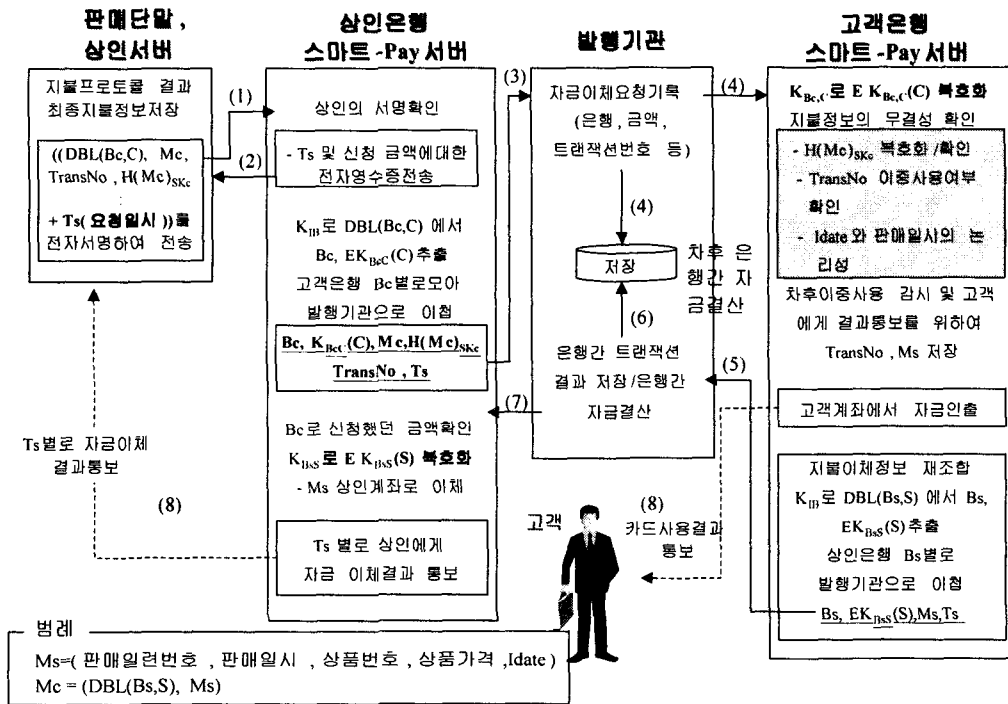 판매단말,
상인서버
지불프로토콜 결과
최종지불정보저장
((DBL(Bc,C), Mc,
TransNo, H(Mc)SKc
+ Ts(요청일시))를
전자서명하여 전송
(1)
(2)
Ts별로 자금이체
결과통보
(8)
상인은행
스마트-Pay 서버
상인의 서명확인
- Ts 및 신청 금액에대한
전자영수증전송
KIB로 DBL(Bc,C) 에서
Bc, EKBcC(C)추출
고객은행 Bc별로모아
발행기관으로 이첩
Bc, KBcC(C), Mc,H(Mc)SKc
TransNo, Ts
Bc로 신청했던 금액확인
KBsS로 E KBsS(S) 복호화
- Ms 상인계좌로 이체
Ts 별로 상인에게
자금 이체결과 통보
(3)
(7)
발행기관
자금이체요청기록
(은행, 금액,
트랜잭션번호 등)
(4)
저장
차후 은
행간 자
금결산
(6)
은행간 트랜잭션
결과 저장/은행간
자금결산
(4)
(5)
고객
(8)
카드사용결과
통보
고객은행
스마트-Pay 서버
KBc,C로 E KBc,C(C) 복호화
지불정보의 무결성 확인
- H(Mc)SKc 복호화/확인
- TransNo 이중사용여부
확인
- Idate와 판매일사의 논
리성
차후이중사용 감시 및 고객
에게 결과통보를 위하여
TransNo, Ms 저장
고객계좌에서 자금인출
지불이체정보 재조합
KIB로 DBL(Bs,S) 에서 Bs,
EKBsS(S)추출
상인은행 Bs별로
발행기관으로 이첩
Bs, EKBsS(S),Ms,Ts
범례
Ms=( 판매일련번호, 판매일시, 상품번호, 상품가격,Idate)
Mc = (DBL(Bs,S), Ms)